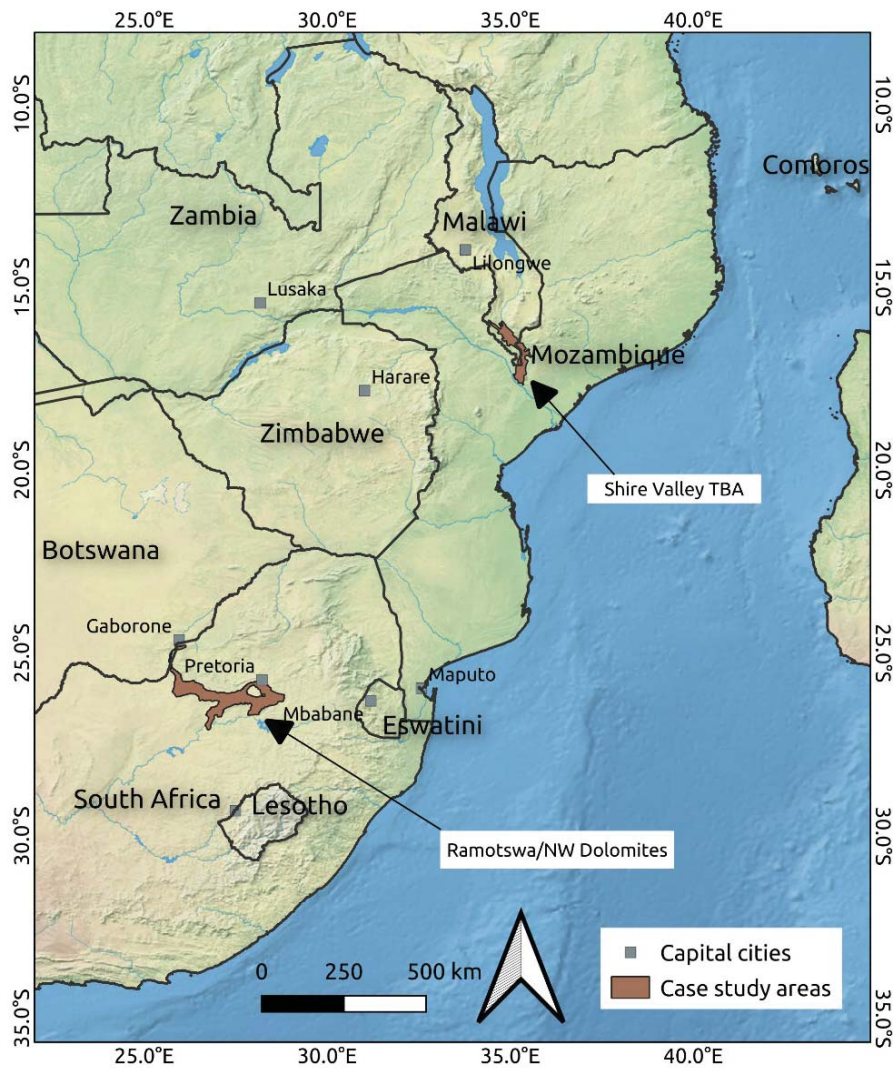 25.0°E 30.0°E 35.0°E 40.0°E
10.0°S
10.0°S
Comoros
Zambia
Malawi
Lilongwe
Lusaka
15.0°S
15.0°S
Mozambique
Harare
Zimbabwe
20.0°S
20.0°S
Shire Valley TBA
Botswana
Gaborone
25.0°S
25.0°S
Pretoria
Maputo
Mbabane
Eswatini
South Africa
Lesotho
30.0°S
30.0°S
Ramotswa/NW Dolomites
0 250 500 km
Capital cities
Case study areas
35.0°S
35.0°S
25.0°E 30.0°E 35.0°E 40.0°E